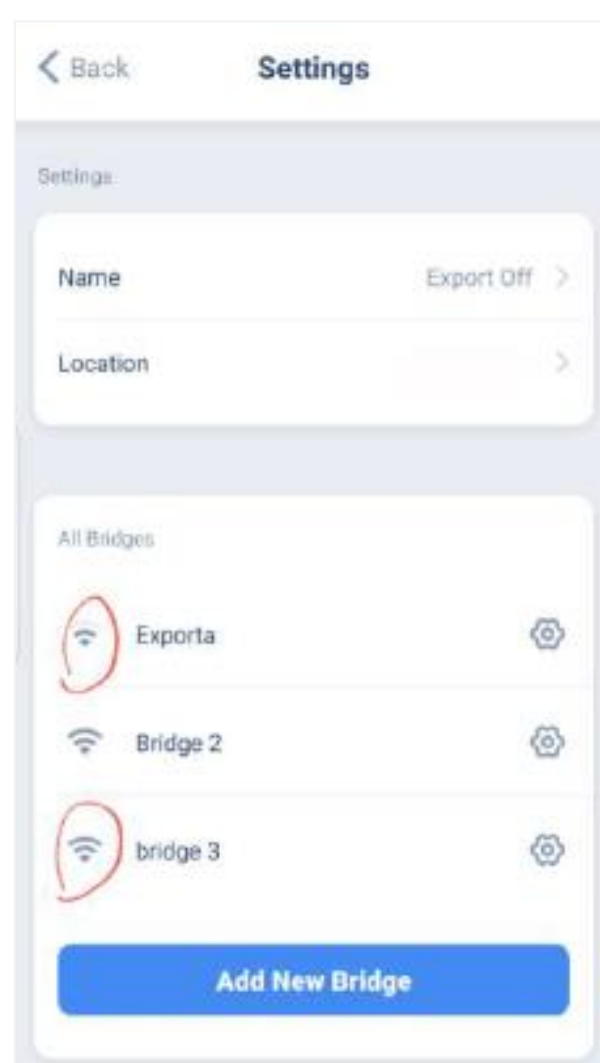 Back Settings
Settings
Name Export Off
Location
All Bridges
Exporta
Bridge 2
bridge 3
Add New Bridge